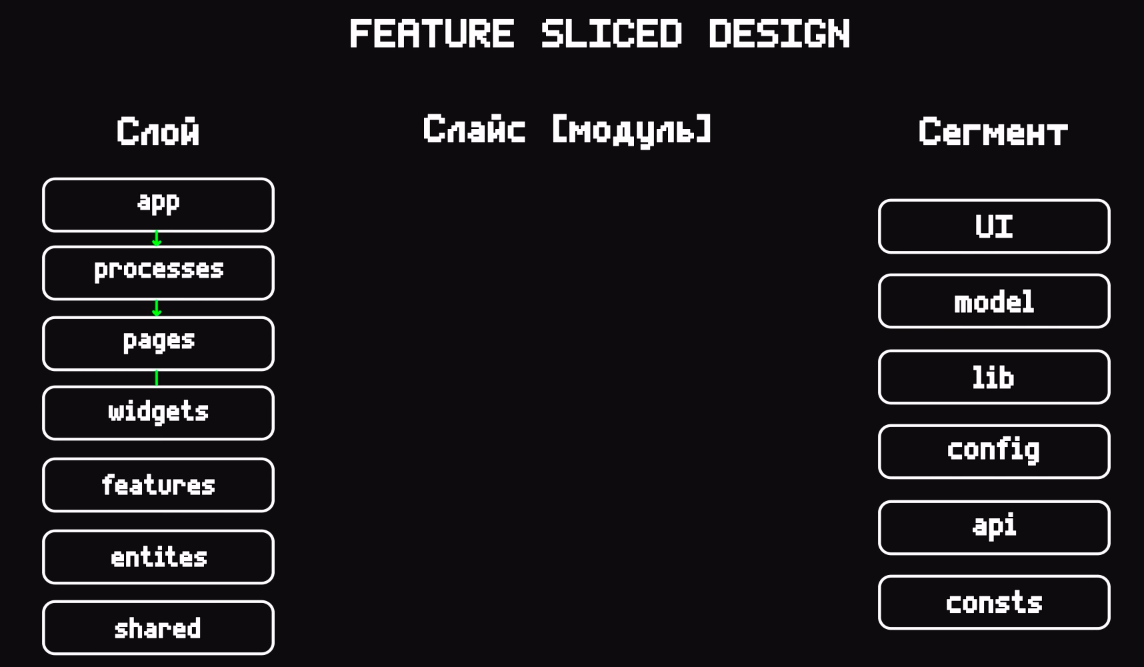 FEATURE SLICED DESIGN
Слой
Слайс [модуль]
Сегмент
app
processes
pages
widgets
features
entites
shared
UI
model
lib
config
api
consts